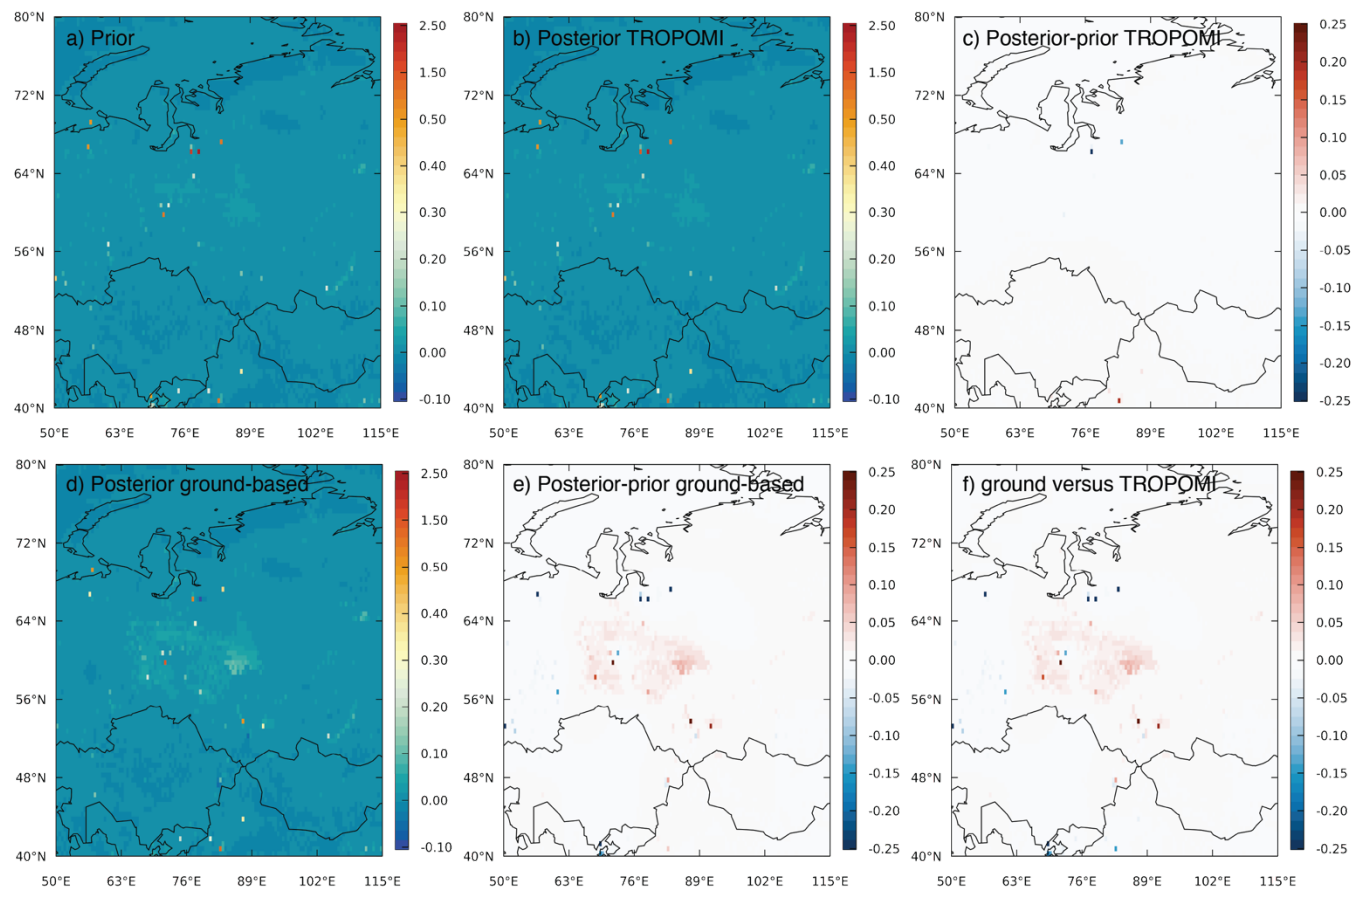 a) Prior
80°N
72°N
64°N
56°N
48°N
40°N
50°E 63°E 76°E 89°E 102°E 115°E
2.50
1.50
0.50
0.40
0.30
0.20
0.10
0.00
-0.10
b) Posterior TROPOMI
80°N
72°N
64°N
56°N
48°N
40°N
50°E 63°E 76°E 89°E 102°E 115°E
2.50
1.50
0.50
0.40
0.30
0.20
0.10
0.00
-0.10
c) Posterior-prior TROPOMI
80°N
72°N
64°N
56°N
48°N
40°N
50°E 63°E 76°E 89°E 102°E 115°E
0.25
0.20
0.15
0.10
0.05
0.00
-0.05
-0.10
-0.15
-0.20
-0.25
d) Posterior ground-based
80°N
72°N
64°N
56°N
48°N
40°N
50°E 63°E 76°E 89°E 102°E 115°E
2.50
1.50
0.50
0.40
0.30
0.20
0.10
0.00
-0.10
e) Posterior-prior ground-based
80°N
72°N
64°N
56°N
48°N
40°N
50°E 63°E 76°E 89°E 102°E 115°E
0.25
0.20
0.15
0.10
0.05
0.00
-0.05
-0.10
-0.15
-0.20
-0.25
f) ground versus TROPOMI
80°N
72°N
64°N
56°N
48°N
40°N
50°E 63°E 76°E 89°E 102°E 115°E
0.25
0.20
0.15
0.10
0.05
0.00
-0.05
-0.10
-0.15
-0.20
-0.25